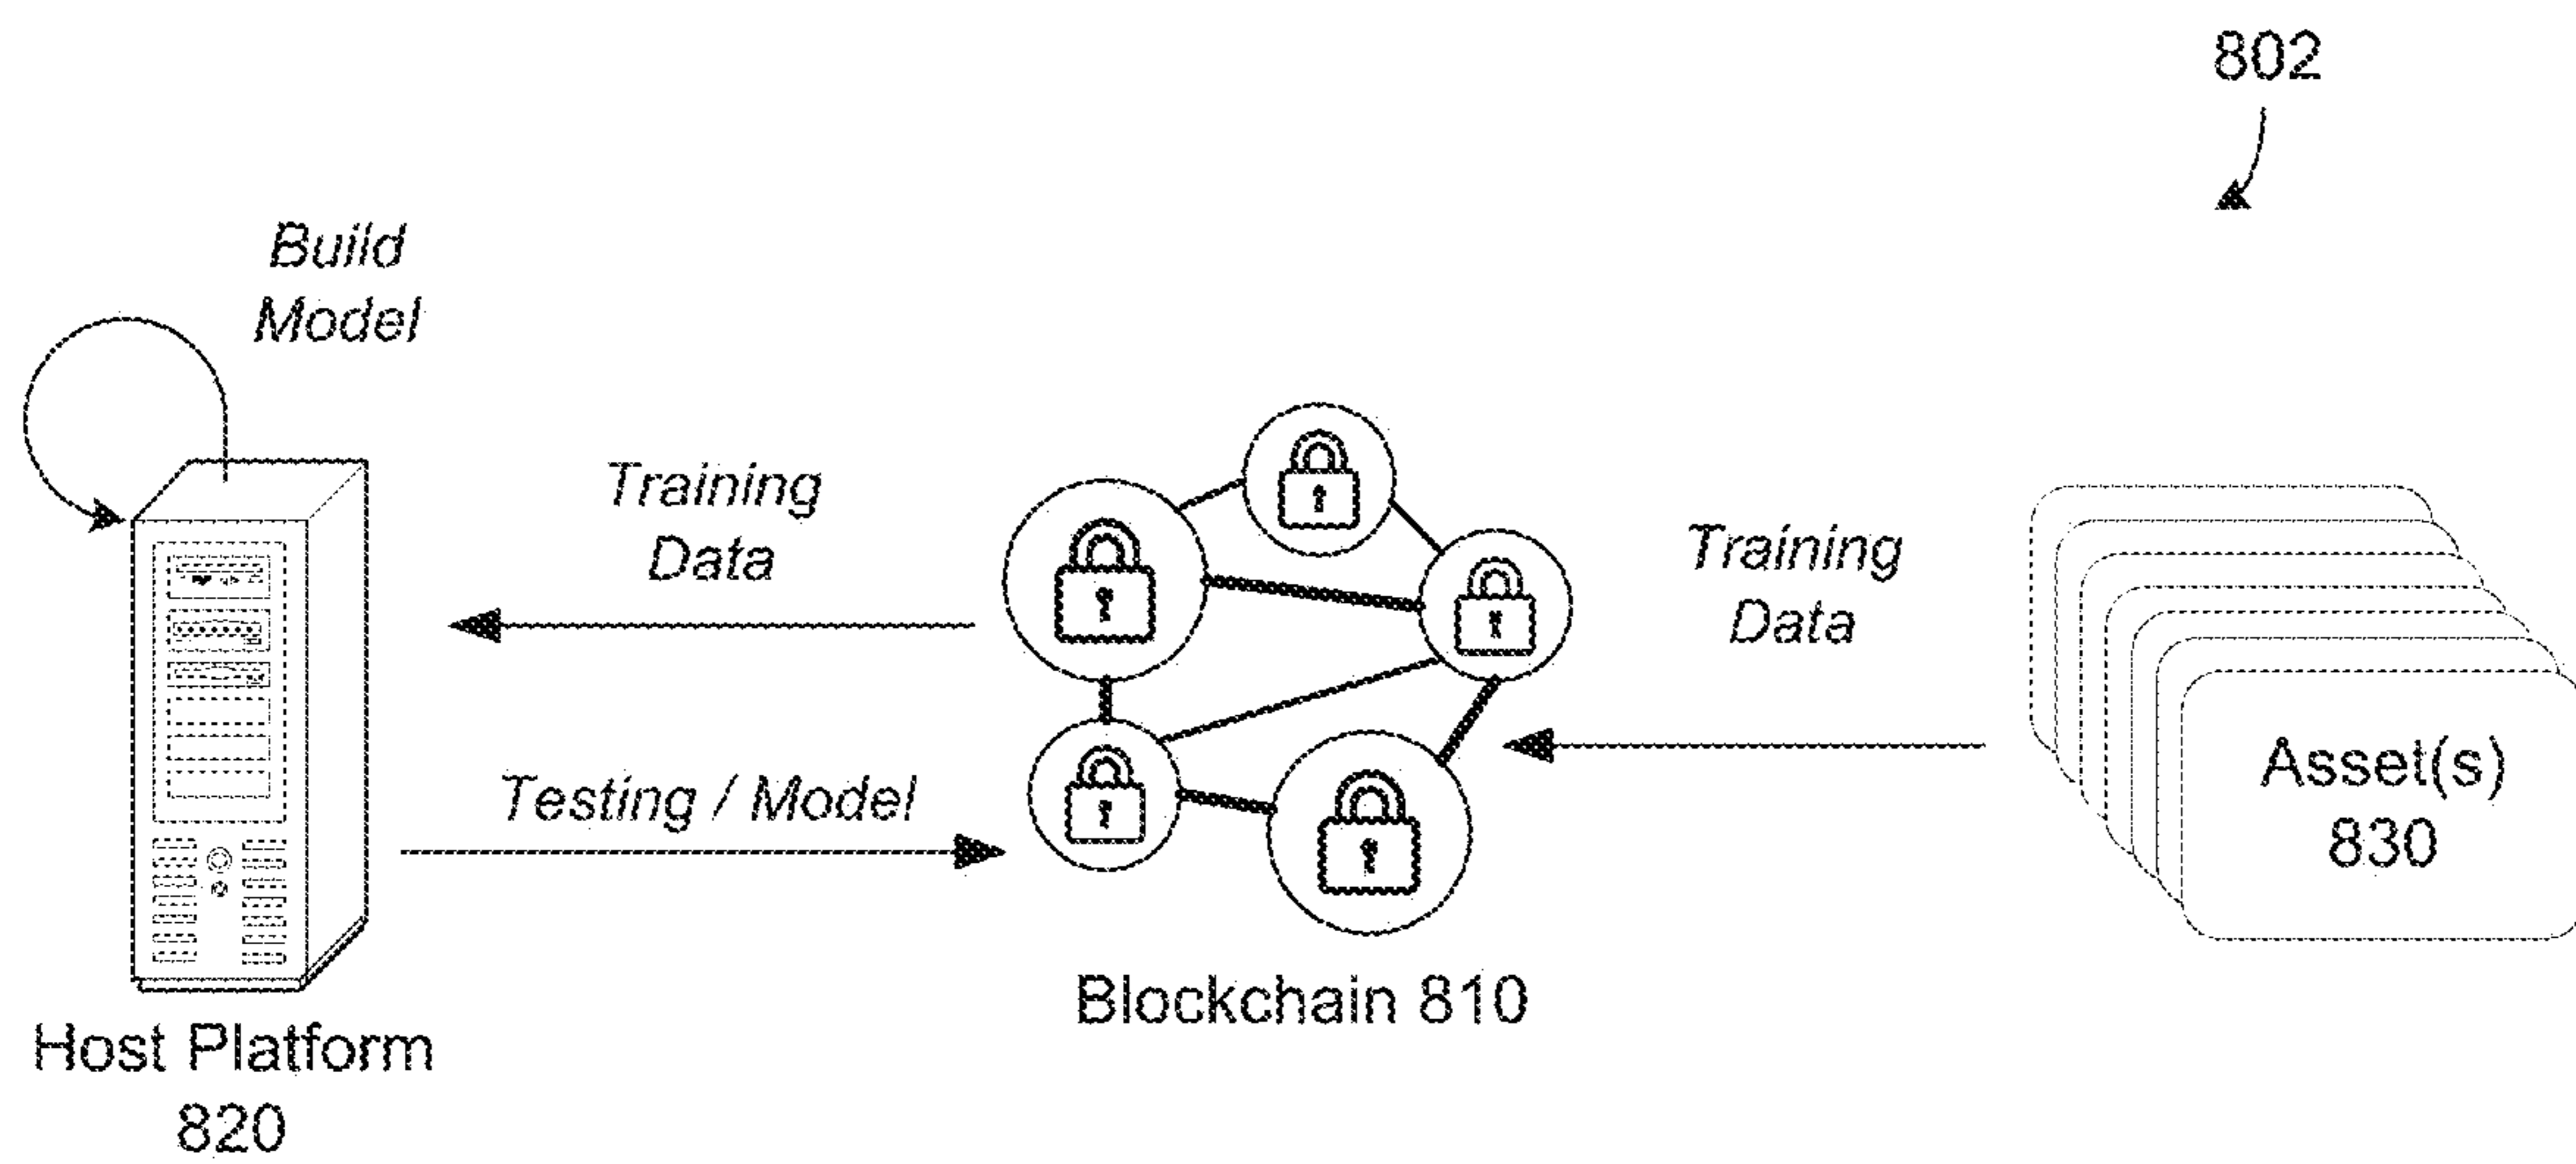 802
Build
Model
Training
Data
Training
Data
Testing / Model
Asset(s)
830
Blockchain 810
Host Platform
820